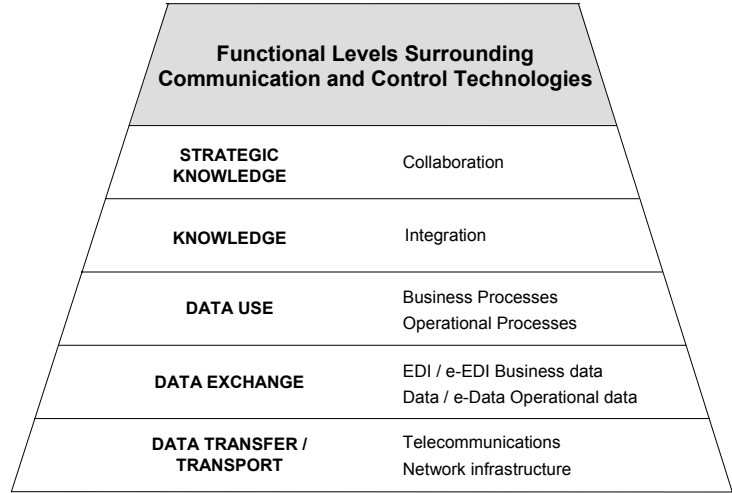 Functional Levels Surrounding
Communication and Control Technologies
STRATEGIC
KNOWLEDGE
Collaboration
KNOWLEDGE
Integration
DATA USE
Business Processes
Operational Processes
DATA EXCHANGE
EDI / e-EDI Business data
Data / e-Data Operational data
DATA TRANSFER /
TRANSPORT
Telecommunications
Network infrastructure